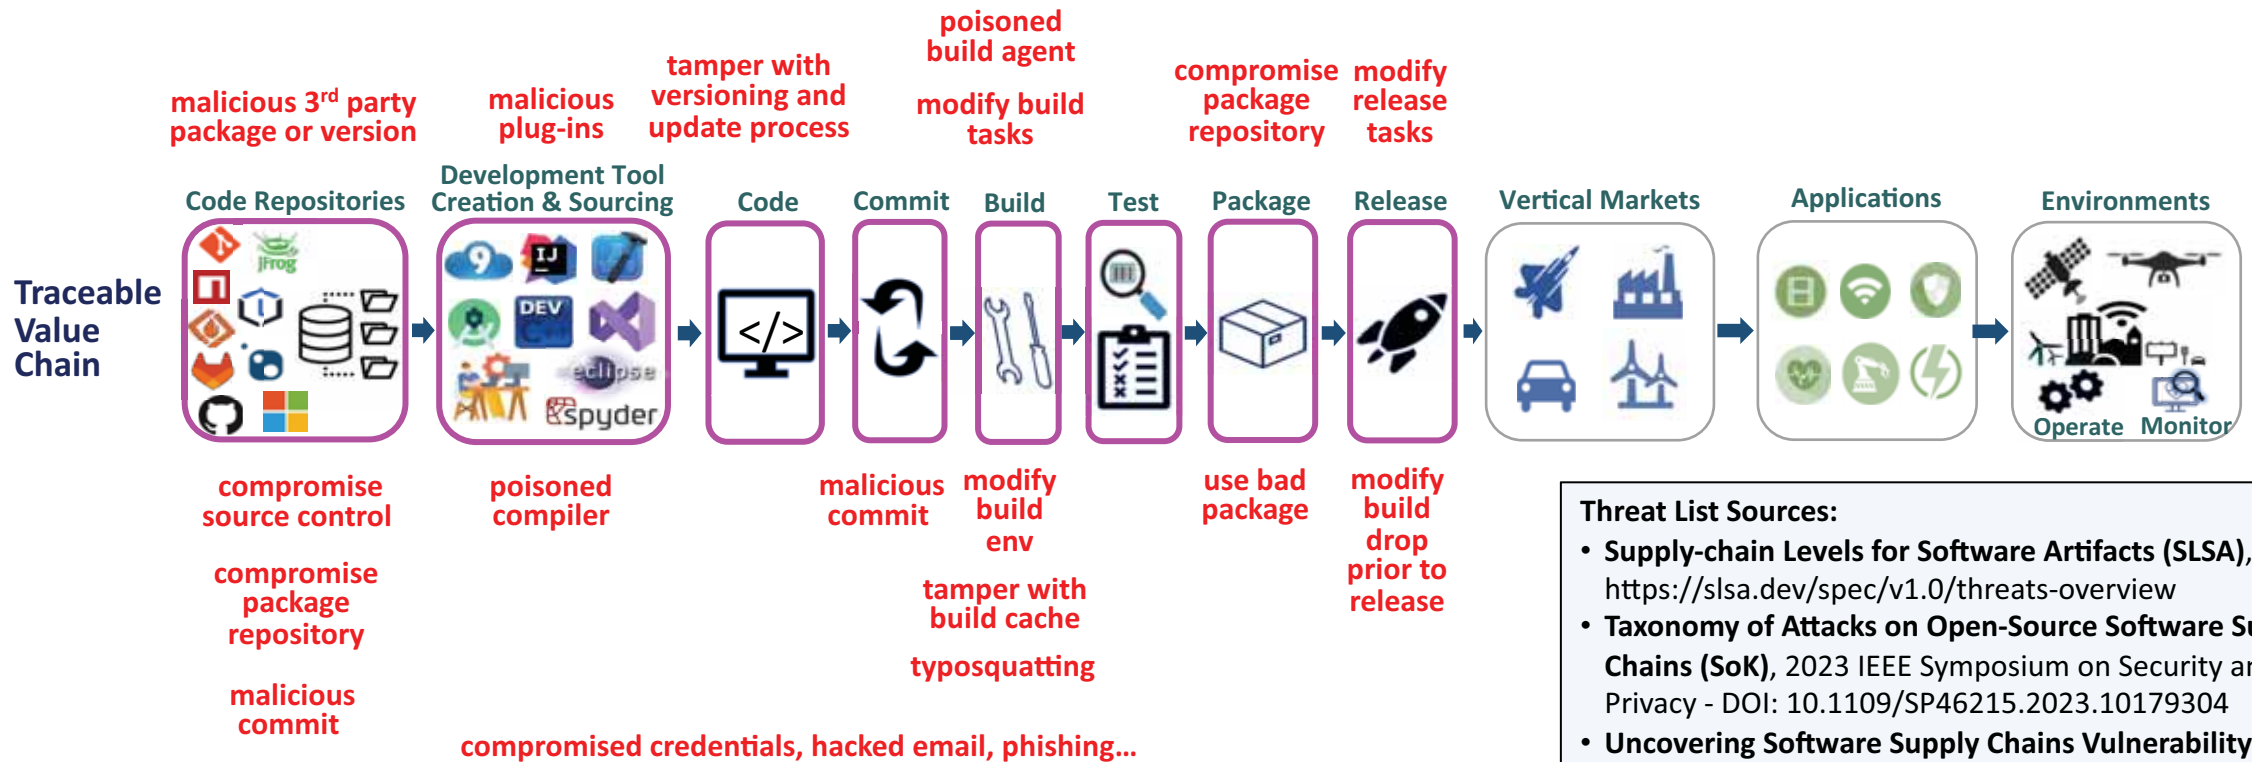 poisoned
build agent
modify build
tasks
tamper with
versioning and
update process
compromise
package
repository
modify
release
tasks
malicious 3rd party
package or version
malicious
plug-ins
Code Repositories
Development Tool
Creation & Sourcing
Code
Commit
Build
Test
Package
Release
Vertical Markets
Applications
Environments
Traceable
Value
Chain
jFrog
9
IJ
DEV
C++
eclipse
spyder
</>
Operate
Monitor
compromise
source control
compromise
package
repository
malicious
commit
poisoned
compiler
malicious
commit
modify
build
env
tamper with
build cache
typosquatting
use bad
package
modify
build
drop
prior to
release
compromised credentials, hacked email, phishing...
Threat List Sources:
• Supply-chain Levels for Software Artifacts (SLSA),
https://slsa.dev/spec/v1.0/threats-overview
• Taxonomy of Attacks on Open-Source Software Su
Chains (SoK), 2023 IEEE Symposium on Security an
Privacy - DOI: 10.1109/SP46215.2023.10179304
• Uncovering Software Supply Chains Vulnerability